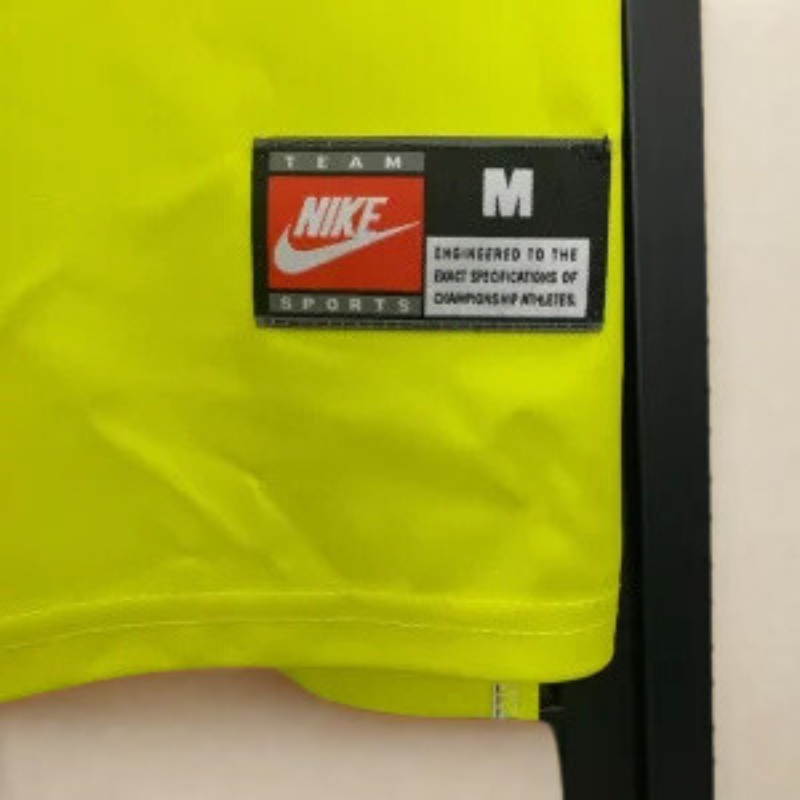 TEAM
NIKE
SPORTS
M
ENGINEERED TO THE
EXACT SPECIFICATIONS OF
CHAMPIONSHIP ATHLETES.